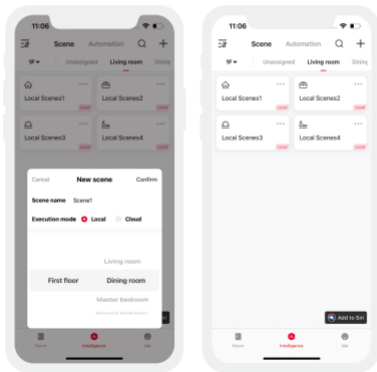 11:06
Scene Automation
Unassigned Living room Dining
Local Scenes1 Local Scenes2
Local Scenes3 Local Scenes4
Cancel New scene Confirm
Scene name Scene1
Execution mode Local Cloud
Living room
First floor Dining room
Master bedroom
Intelligence Me
11:06
Scene Automation
Unassigned Living room Dining
Local Scenes1 Local Scenes2
Local Scenes3 Local Scenes4
Add to Siri
Intelligence Me